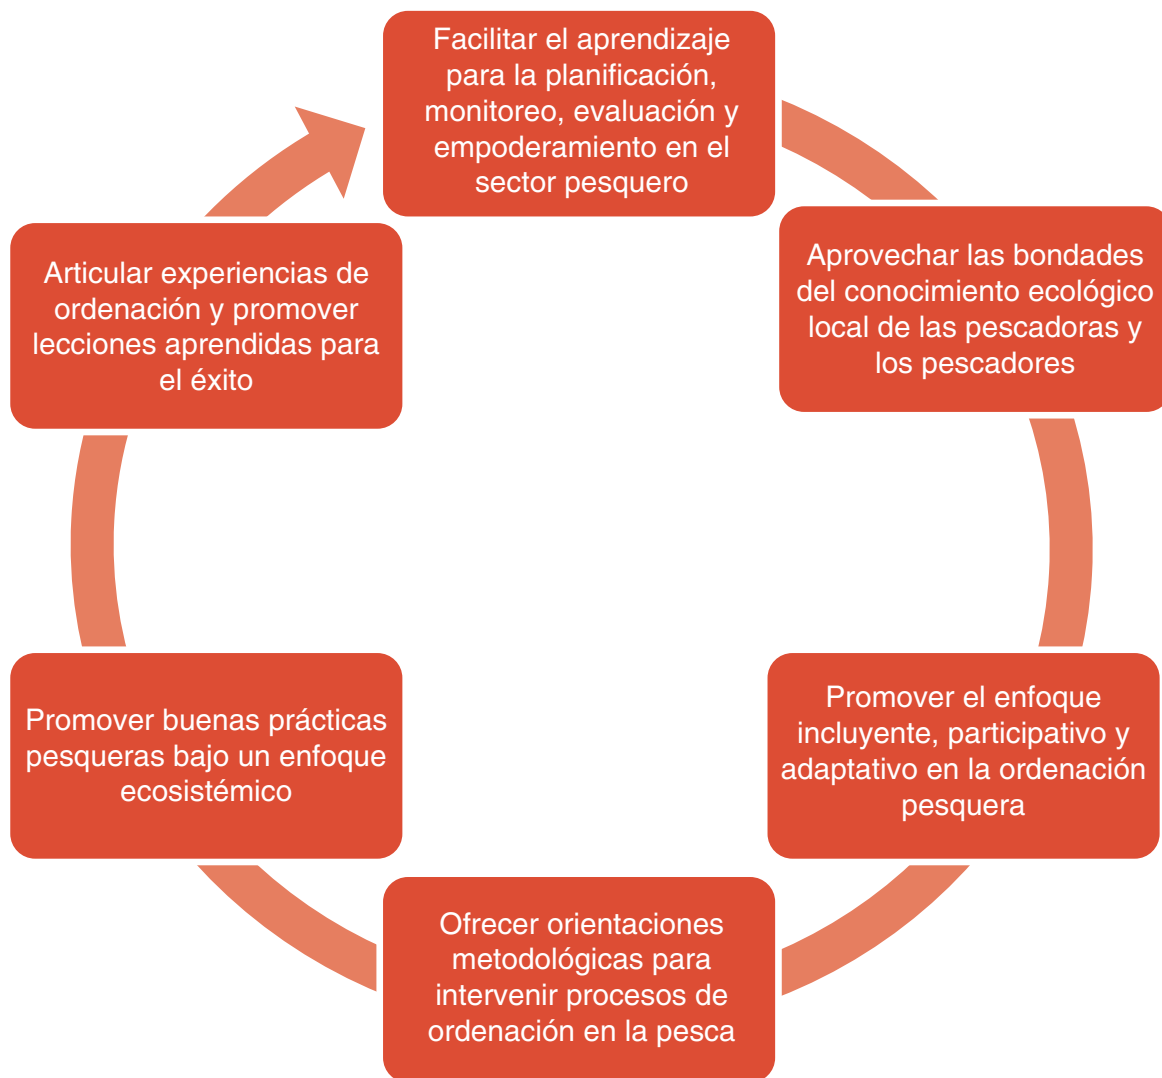 Facilitar el aprendizaje
para la planificación,
monitoreo, evaluación y
empoderamiento en el
sector pesquero
Aprovechar las bondades
del conocimiento ecológico
local de las pescadoras y
los pescadores
Promover el enfoque
incluyente, participativo y
adaptativo en la ordenación
pesquera
Ofrecer orientaciones
metodológicas para
intervenir procesos de
ordenación en la pesca
Promover buenas prácticas
pesqueras bajo un enfoque
ecosistémico
Articular experiencias de
ordenación y promover
lecciones aprendidas para
el éxito